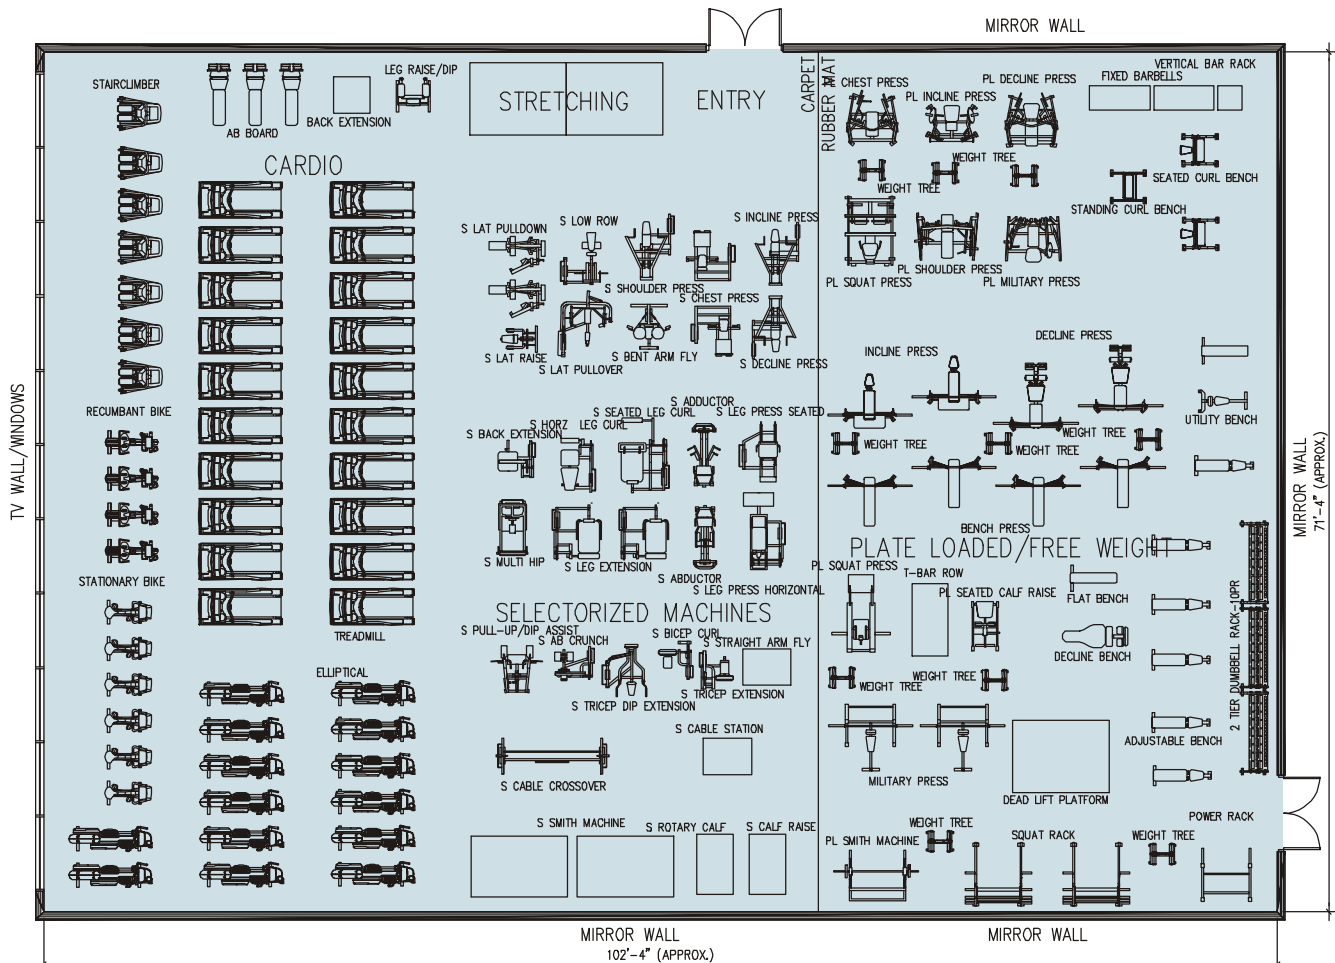 MIRROR WALL
VERTICAL BAR RACK
FIXED BARBELLS
STAIRCLIMBER
LEG RAISE/DIP
BACK EXTENSION
AB BOARD
STRETCHING
ENTRY
CARPET
RUBBER MAT
CHEST PRESS
PL INCLINE PRESS
PL DECLINE PRESS
CARDIO
WEIGHT TREE
WEIGHT TREE
SEATED CURL BENCH
STANDING CURL BENCH
S LAT PULLDOWN
S LOW ROW
S INCLINE PRESS
S SHOULDER PRESS
S CHEST PRESS
PL SQUAT PRESS
PL SHOULDER PRESS
PL MILITARY PRESS
S LAT RAISE
S LAT PULLOVER
S BENT ARM FLY
S DECLINE PRESS
INCLINE PRESS
DECLINE PRESS
UTILITY BENCH
TV WALL/WINDOWS
RECUMBANT BIKE
S BACK EXTENSION
S HORZ LEG CURL
S SEATED LEG CURL
S ADDUCTOR
S LEG PRESS SEATED
WEIGHT TREE
WEIGHT TREE
WEIGHT TREE
MIRROR WALL
71'-4" (APPROX.)
BENCH PRESS
PLATE LOADED/FREE WEIGH
S MULTI HIP
S LEG EXTENSION
S ABDUCTOR
S LEG PRESS HORIZONTAL
STATIONARY BIKE
PL SQUAT PRESS
T-BAR ROW
PL SEATED CALF RAISE
FLAT BENCH
SELECTORIZED MACHINES
TREADMILL
S PULL-UP/DIP ASSIST
S AB CRUNCH
S BICEP CURL
S STRAIGHT ARM FLY
DECLINE BENCH
2 TIER DUMBBELL RACK-10PR
ELLIPTICAL
S TRICEP EXTENSION
S TRICEP DIP EXTENSION
WEIGHT TREE
WEIGHT TREE
S CABLE STATION
ADJUSTABLE BENCH
S CABLE CROSSOVER
MILITARY PRESS
DEAD LIFT PLATFORM
S SMITH MACHINE
S ROTARY CALF
S CALF RAISE
PL SMITH MACHINE
WEIGHT TREE
SQUAT RACK
WEIGHT TREE
POWER RACK
MIRROR WALL
102'-4" (APPROX.)
MIRROR WALL